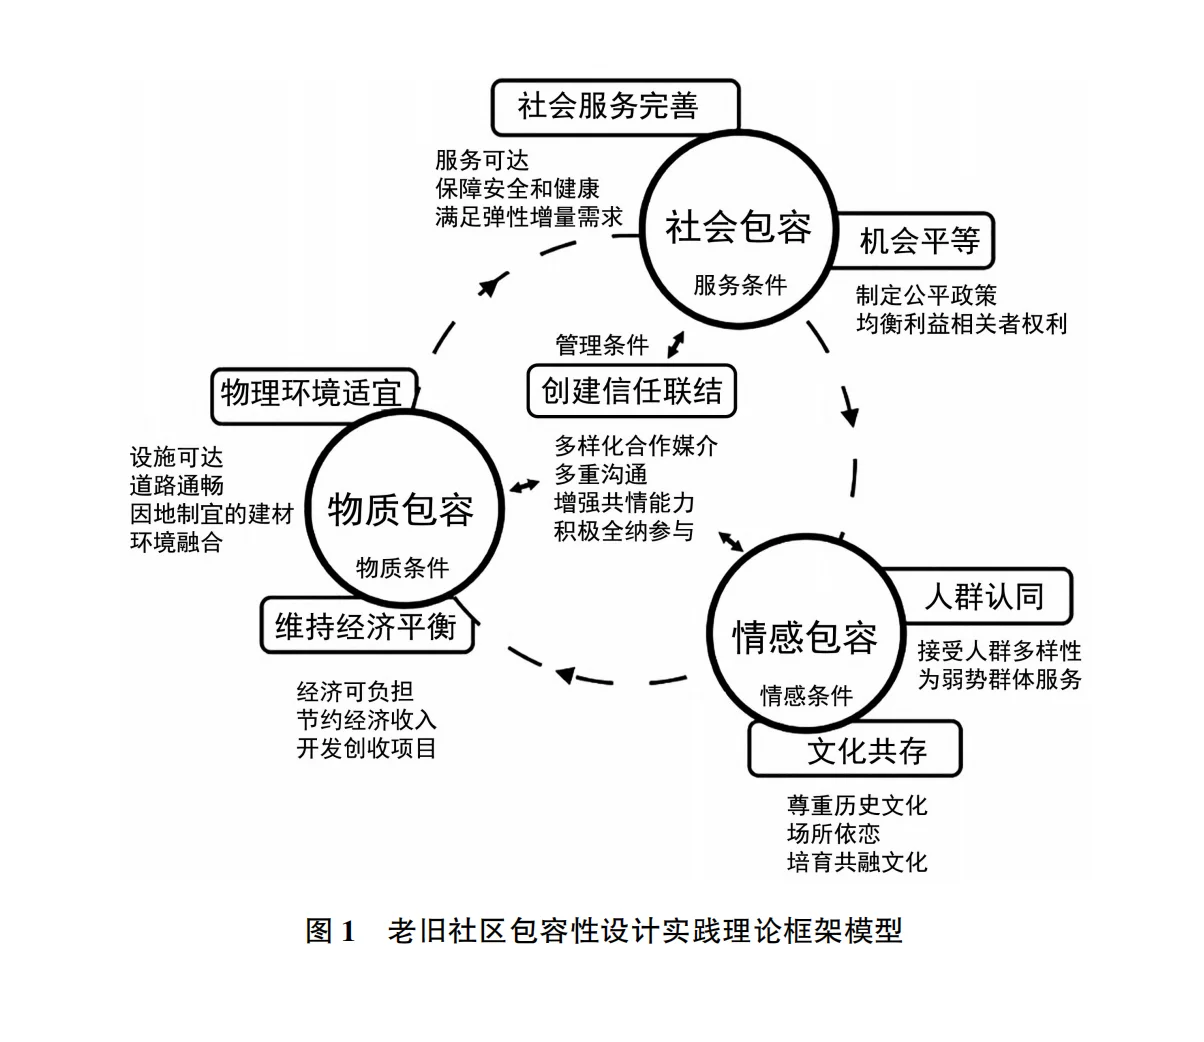 社会服务完善
服务可达
保障安全和健康
满足弹性增量需求
社会包容
服务条件
机会平等
制定公平政策
均衡利益相关者权利
管理条件
创建信任联结
多样化合作媒介
多重沟通
增强共情能力
积极全纳参与
物理环境适宜
设施可达
道路通畅
因地制宜的建材
环境融合
物质包容
物质条件
维持经济平衡
经济可负担
节约经济收入
开发创收项目
情感包容
情感条件
人群认同
接受人群多样性
为弱势群体服务
文化共存
尊重历史文化
场所依恋
培育共融文化
图 1 老旧社区包容性设计实践理论框架模型